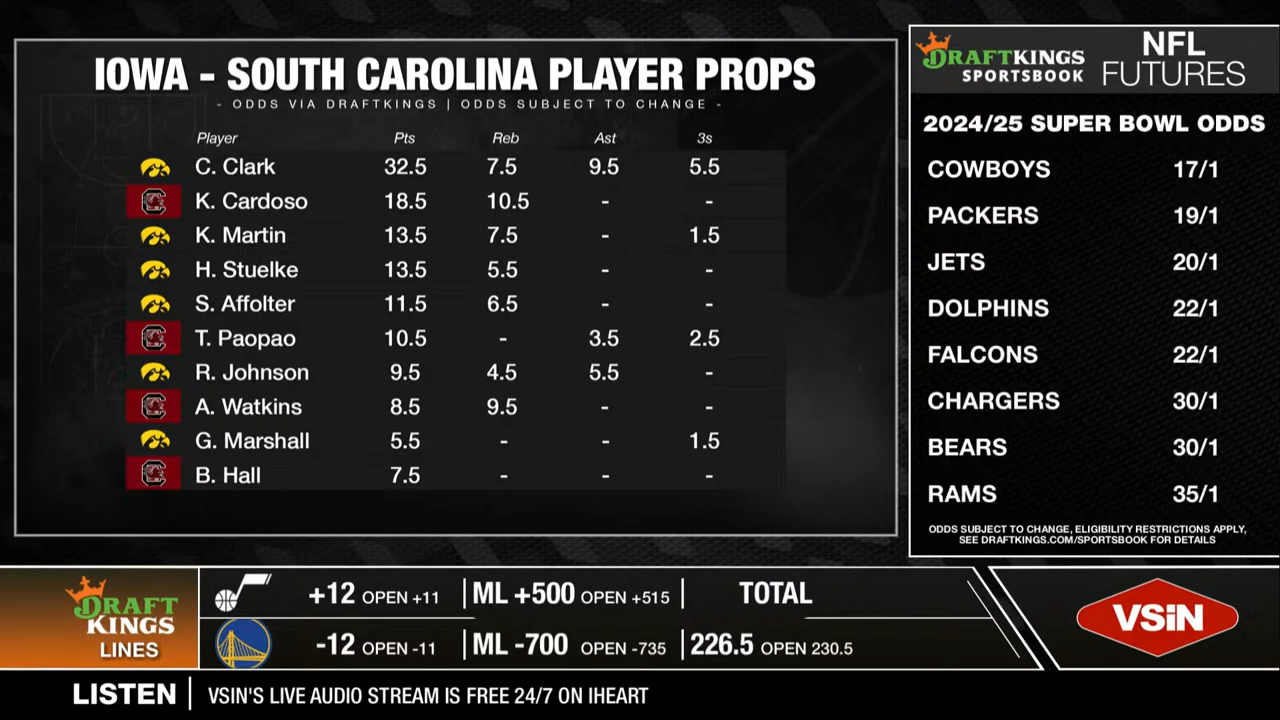 IOWA - SOUTH CAROLINA PLAYER PROPS
- ODDS VIA DRAFTKINGS | ODDS SUBJECT TO CHANGE -
Player Pts Reb Ast 3s
C. Clark 32.5 7.5 9.5 5.5
K. Cardoso 18.5 10.5 - -
K. Martin 13.5 7.5 - 1.5
H. Stuelke 13.5 5.5 - -
S. Affolter 11.5 6.5 - -
T. Paopao 10.5 - 3.5 2.5
R. Johnson 9.5 4.5 5.5 -
A. Watkins 8.5 9.5 - -
G. Marshall 5.5 - - 1.5
B. Hall 7.5 - - -
DRAFTKINGS
SPORTSBOOK
NFL
FUTURES
2024/25 SUPER BOWL ODDS
COWBOYS 17/1
PACKERS 19/1
JETS 20/1
DOLPHINS 22/1
FALCONS 22/1
CHARGERS 30/1
BEARS 30/1
RAMS 35/1
ODDS SUBJECT TO CHANGE, ELIGIBILITY RESTRICTIONS APPLY,
SEE DRAFTKINGS.COM/SPORTSBOOK FOR DETAILS
DRAFT
KINGS
LINES
+12 OPEN +11 ML +500 OPEN +515 TOTAL
-12 OPEN -11 ML -700 OPEN -735 226.5 OPEN 230.5
VSiN
LISTEN VSIN'S LIVE AUDIO STREAM IS FREE 24/7 ON IHEART